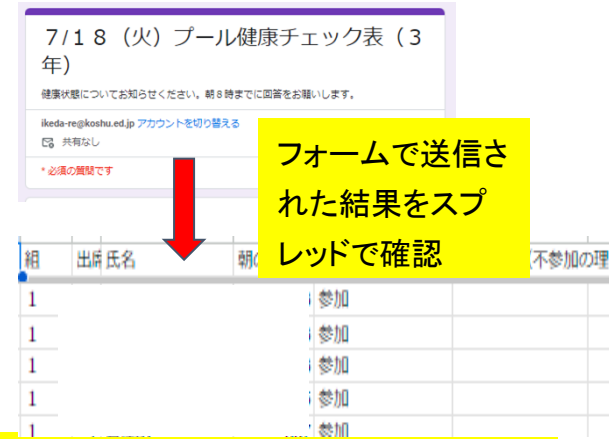 7/18（火）プール健康チェック表（3
年）
健康状態についてお知らせください。朝8時までに回答をお願いします。
ikeda-re@koshu.ed.jp アカウントを切り替える
共有なし
* 必須の質問です
フォームで送信さ
れた結果をスプ
レッドで確認
組 出席 氏名 朝の 不参加の理
1 参加
1 参加
1 参加
1 参加
1 参加